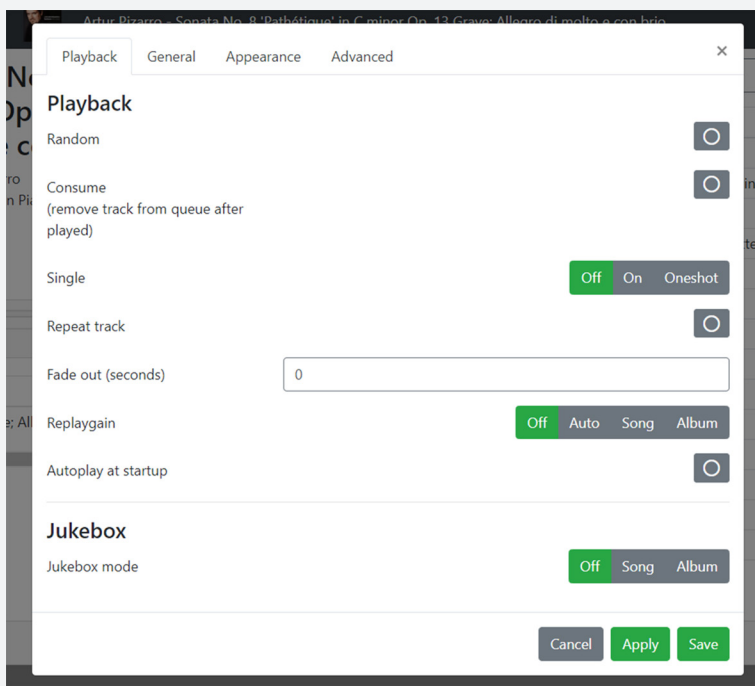 Artur Pizarro - Sonata No. 8 'Pathétique' in C minor Op. 13 Grave; Allegro di molto e con brio
Playback General Appearance Advanced ×
Playback
Random
Consume
(remove track from queue after
played)
Single Off On Oneshot
Repeat track
Fade out (seconds) 0
Replaygain Off Auto Song Album
Autoplay at startup
Jukebox
Jukebox mode Off Song Album
Cancel Apply Save